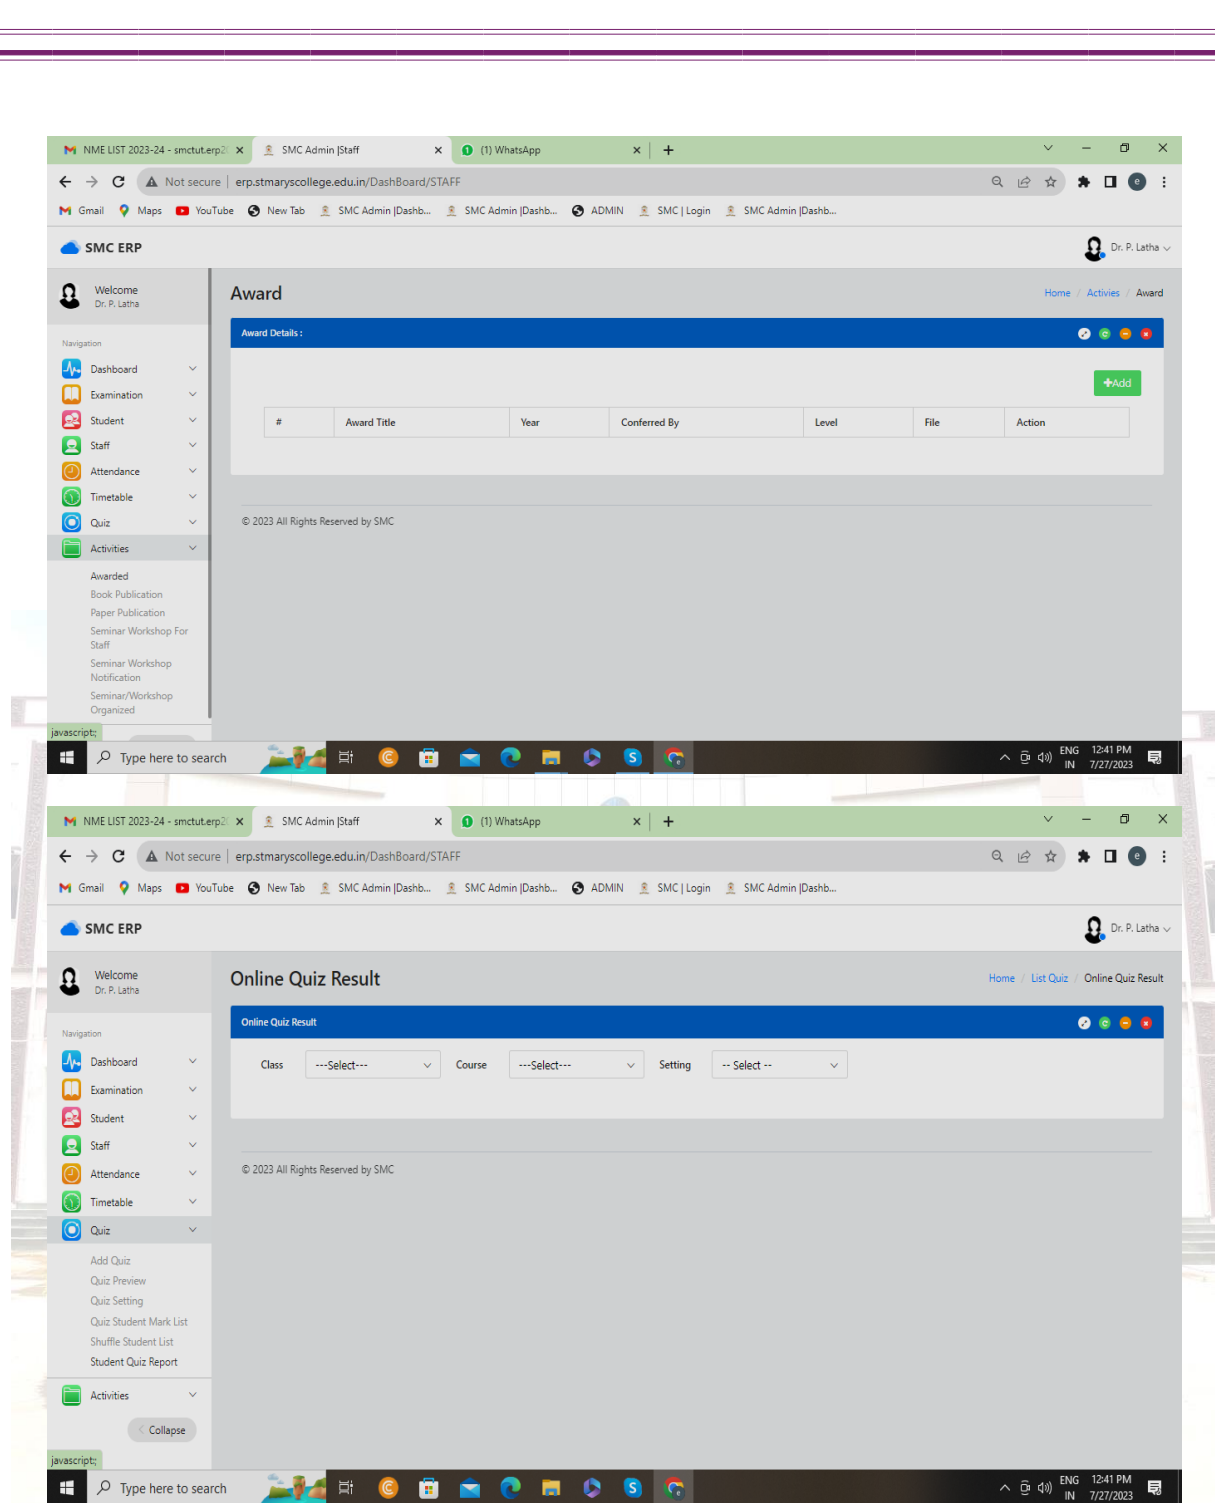 NME LIST 2023-24 - smctut.erp2
SMC Admin |Staff
(1) WhatsApp
Not secure | erp.stmaryscollege.edu.in/DashBoard/STAFF
Gmail Maps YouTube New Tab SMC Admin |Dashb... SMC Admin |Dashb... ADMIN SMC | Login SMC Admin |Dashb...
SMC ERP
Dr. P. Latha
Welcome
Dr. P. Latha
Award
Home / Activies / Award
Navigation
Award Details :
Dashboard
Examination
Student
Staff
Attendance
Timetable
Quiz
Activities
Awarded
Book Publication
Paper Publication
Seminar Workshop For
Staff
Seminar Workshop
Notification
Seminar/Workshop
Organized
+Add
# Award Title Year Conferred By Level File Action
© 2023 All Rights Reserved by SMC
javascript:;
Type here to search
ENG 12:41 PM
IN 7/27/2023
NME LIST 2023-24 - smctut.erp2
SMC Admin |Staff
(1) WhatsApp
Not secure | erp.stmaryscollege.edu.in/DashBoard/STAFF
Gmail Maps YouTube New Tab SMC Admin |Dashb... SMC Admin |Dashb... ADMIN SMC | Login SMC Admin |Dashb...
SMC ERP
Dr. P. Latha
Welcome
Dr. P. Latha
Online Quiz Result
Home / List Quiz / Online Quiz Result
Navigation
Online Quiz Result
Dashboard
Examination
Student
Staff
Attendance
Timetable
Quiz
Add Quiz
Quiz Preview
Quiz Setting
Quiz Student Mark List
Shuffle Student List
Student Quiz Report
Activities
Collapse
Class ---Select--- Course ---Select--- Setting -- Select --
© 2023 All Rights Reserved by SMC
javascript:;
Type here to search
ENG 12:41 PM
IN 7/27/2023